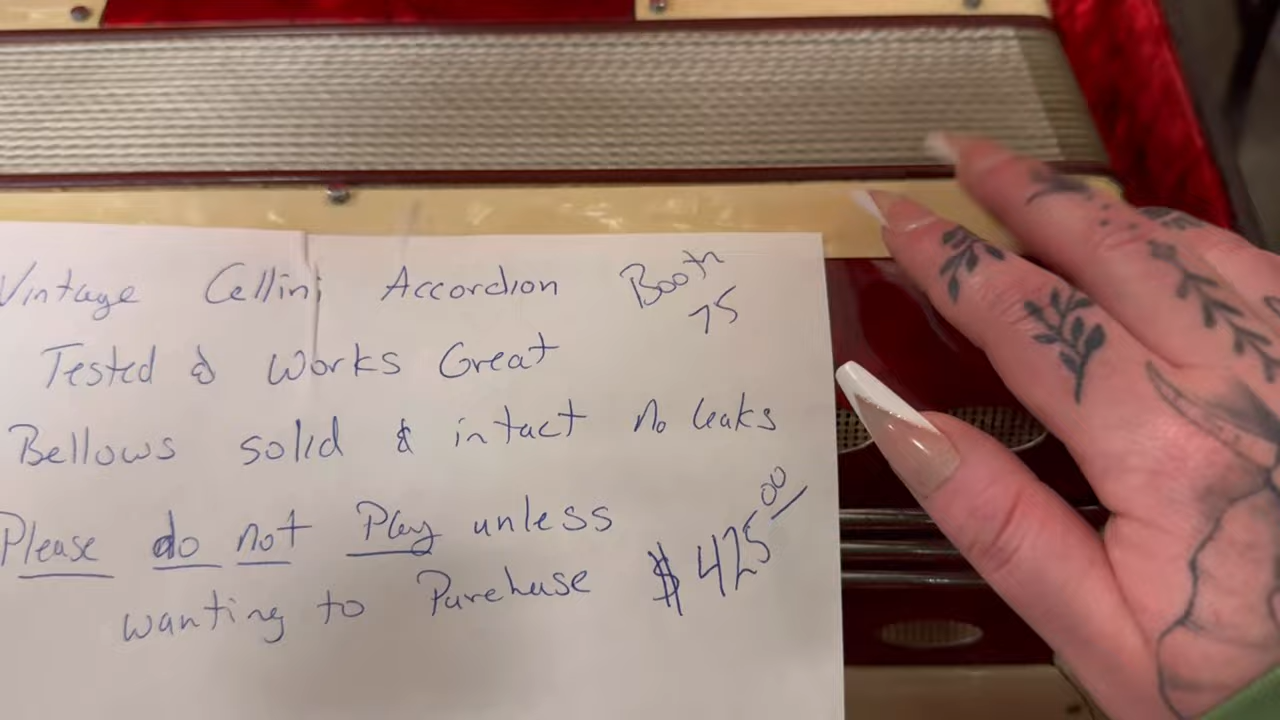 Vintage Cellini Accordion Booth
75
Tested & Works Great
Bellows solid & intact no leaks
Please do not Play unless
wanting to Purchase $425.00